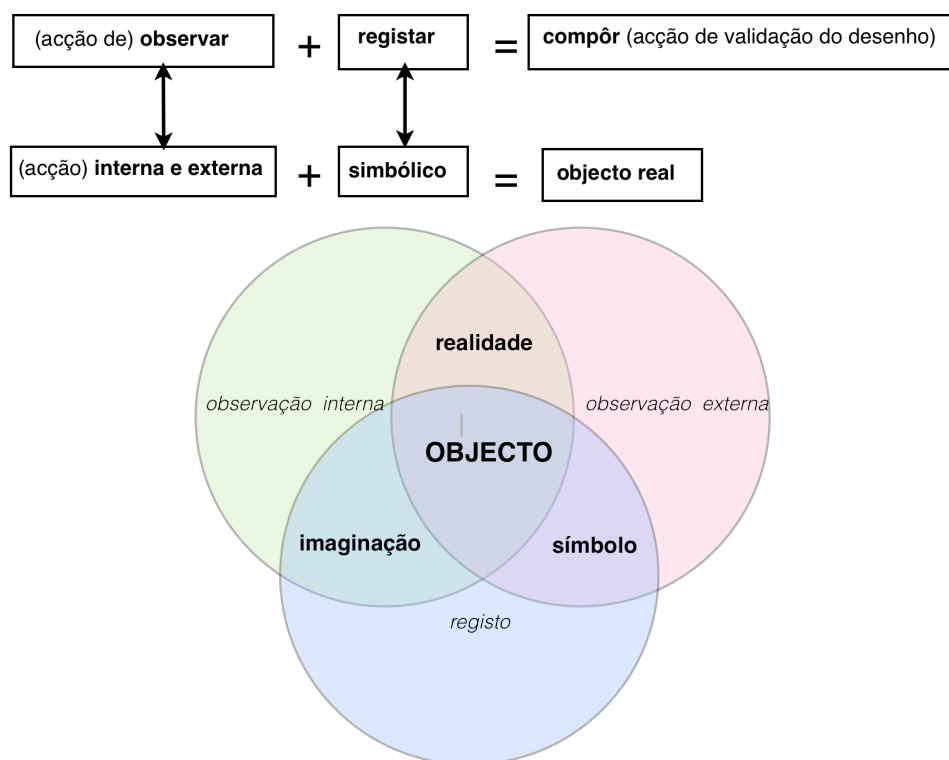 (acção de) observar + registar = compôr (acção de validação do desenho)
(acção) interna e externa + simbólico = objecto real
realidade
observação interna observação externa
OBJECTO
imaginação símbolo
registo